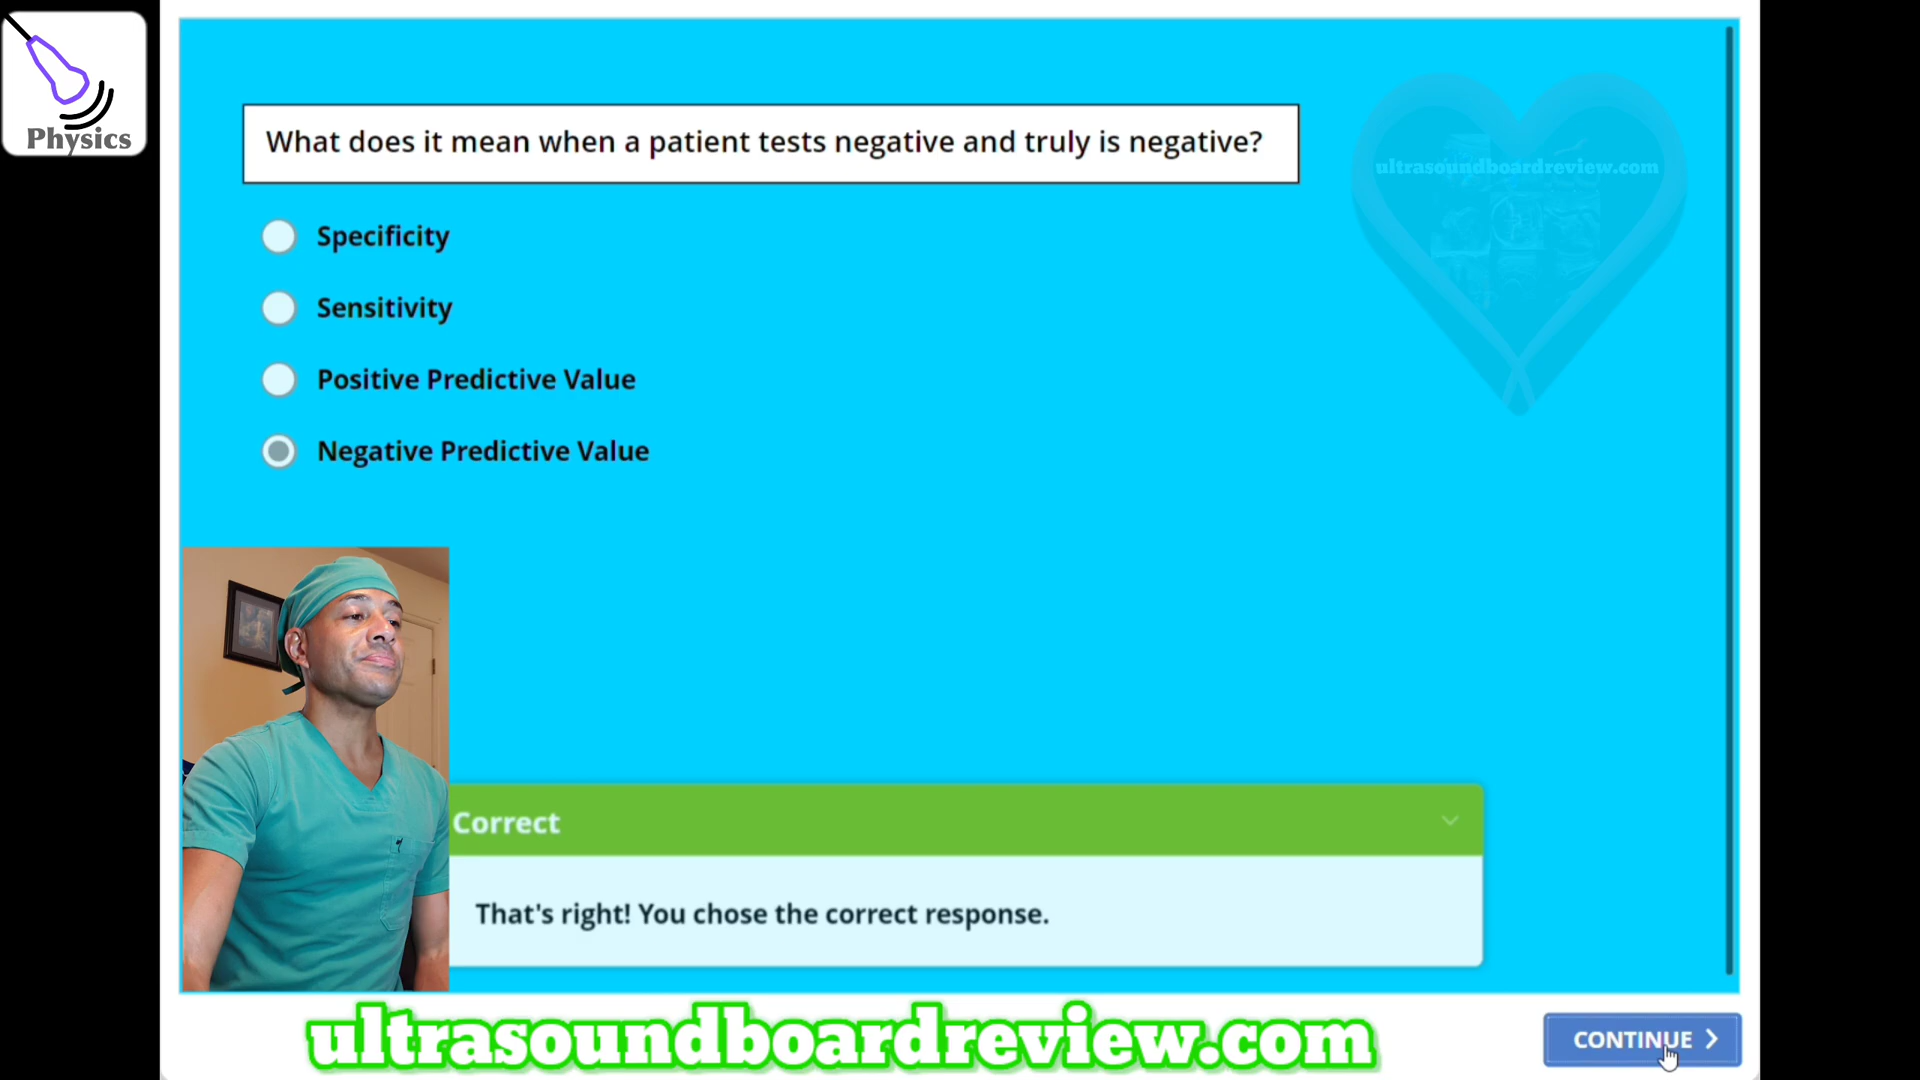 Physics
What does it mean when a patient tests negative and truly is negative?
ultrasoundboardreview.com
Specificity
Sensitivity
Positive Predictive Value
Negative Predictive Value
Correct
That's right! You chose the correct response.
ultrasoundboardreview.com
CONTINUE